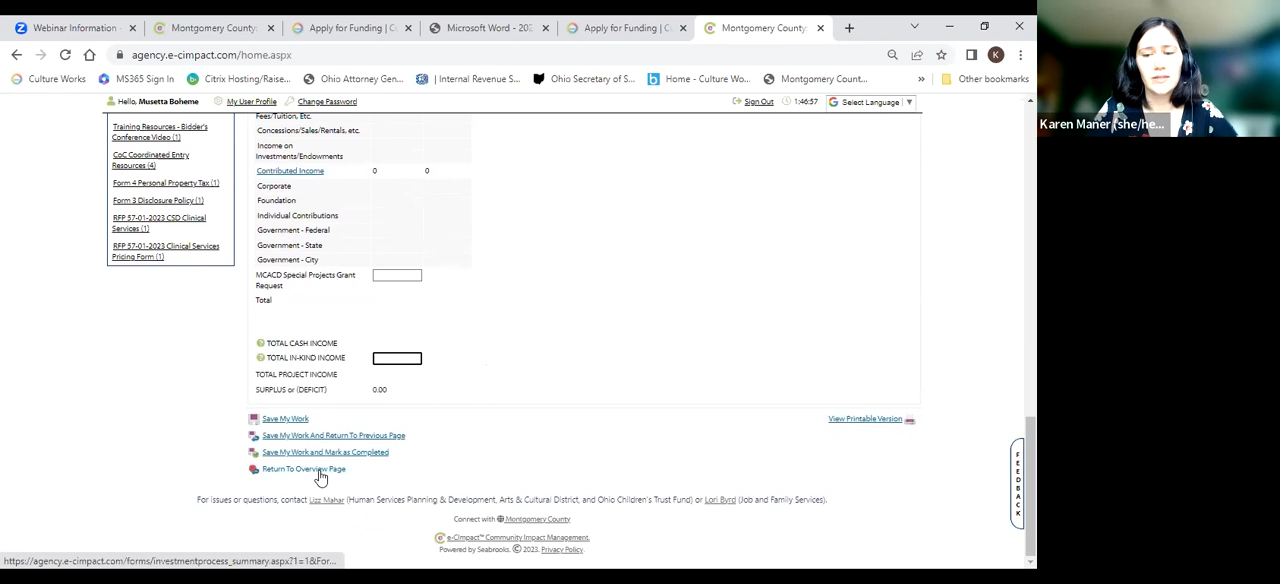 Webinar Information -
Montgomery County:
Apply for Funding | C
Microsoft Word - 202
Apply for Funding | C
Montgomery County:
agency.e-cimpact.com/home.aspx
K
Culture Works
MS365 Sign In
Citrix Hosting/Raise...
Ohio Attorney Gen...
| Internal Revenue S...
Ohio Secretary of S...
Home - Culture Wo...
Montgomery Count...
»
Other bookmarks
Hello, Musetta Boheme
My User Profile
Change Password
Sign Out
1:46:57
Select Language
Training Resources - Bidder's
Conference Video (1)
CoC Coordinated Entry
Resources (4)
Form 4 Personal Property Tax (1)
Form 3 Disclosure Policy (1)
RFP 57-01-2023 CSD Clinical
Services (1)
RFP 57-01-2023 Clinical Services
Pricing Form (1)
Fees/Tuition, Etc.
Concessions/Sales/Rentals, etc.
Income on
Investments/Endowments
Contributed Income 0 0
Corporate
Foundation
Individual Contributions
Government - Federal
Government - State
Government - City
MCACD Special Projects Grant
Request
Total
TOTAL CASH INCOME
TOTAL IN-KIND INCOME
TOTAL PROJECT INCOME
SURPLUS or (DEFICIT) 0.00
Save My Work
View Printable Version
Save My Work And Return To Previous Page
Save My Work and Mark as Completed
Return To Overview Page
FEEDBACK
For issues or questions, contact Lizz Mahar (Human Services Planning & Development, Arts & Cultural District, and Ohio Children's Trust Fund) or Lori Byrd (Job and Family Services).
Connect with Montgomery County
e-CImpact™ Community Impact Management.
Powered by Seabrooks. © 2023. Privacy Policy.
https://agency.e-cimpact.com/forms/investmentprocess_summary.aspx?1=1&For...
Karen Maner (she/he...